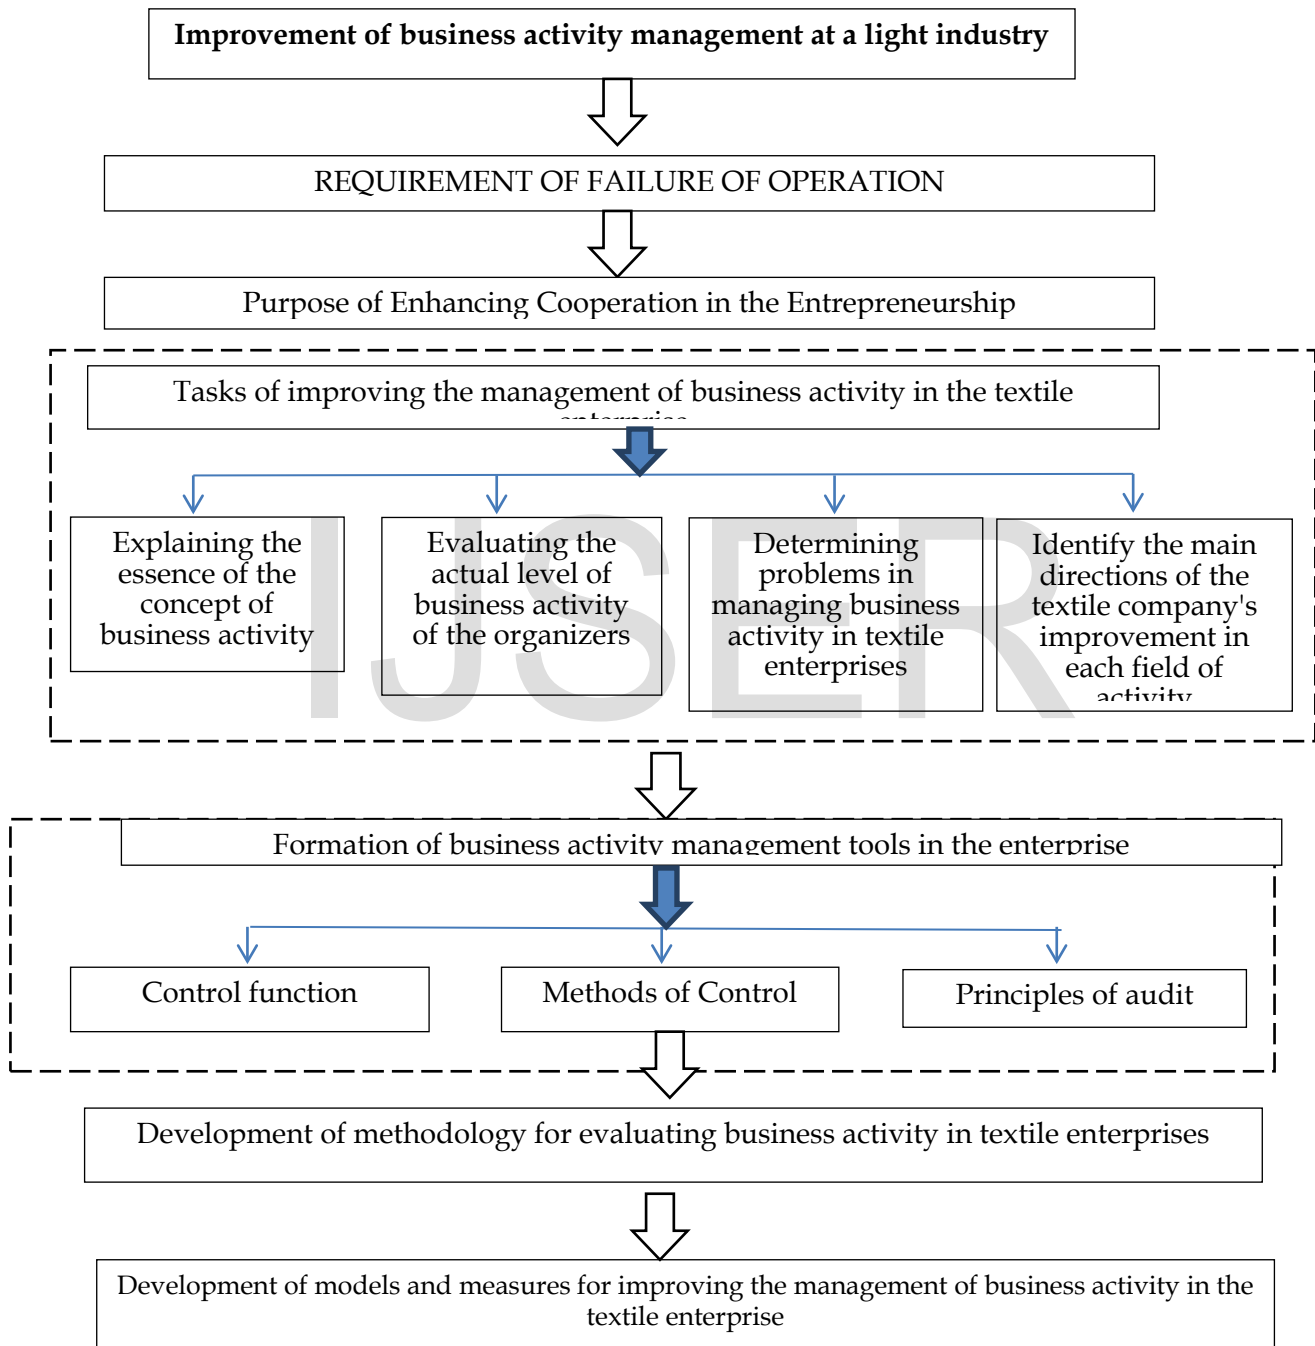 Improvement of business activity management at a light industry
REQUIREMENT OF FAILURE OF OPERATION
Purpose of Enhancing Cooperation in the Entrepreneurship
Tasks of improving the management of business activity in the textile
enterprise
Explaining the
essence of the
concept of
business activity
Evaluating the
actual level of
business activity
of the organizers
Determining
problems in
managing business
activity in textile
enterprises
Identify the main
directions of the
textile company's
improvement in
each field of
activity
IJSER
Formation of business activity management tools in the enterprise
Control function
Methods of Control
Principles of audit
Development of methodology for evaluating business activity in textile enterprises
Development of models and measures for improving the management of business activity in the
textile enterprise